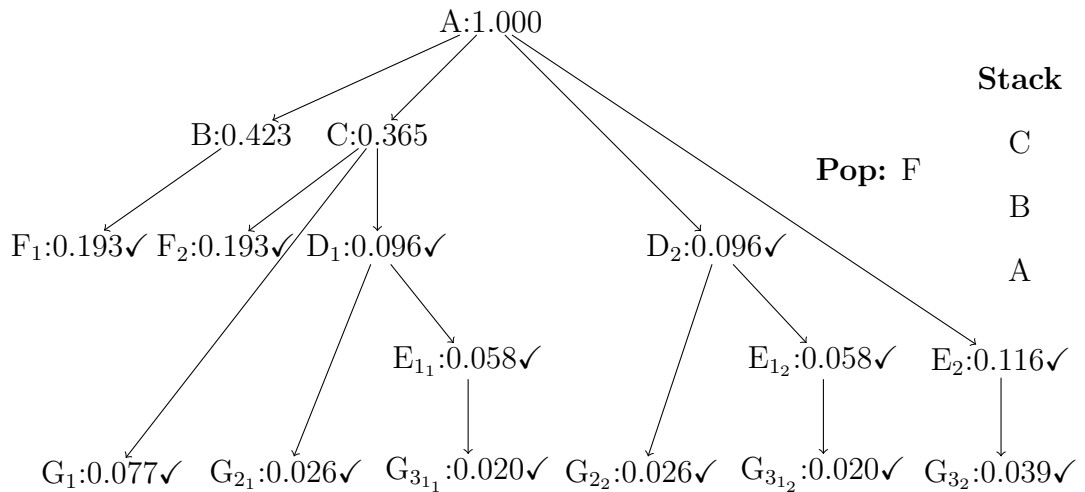 A:1.000
Stack
B:0.423 C:0.365
C
Pop: F
B
F₁:0.193✓ F₂:0.193✓ D₁:0.096✓ D₂:0.096✓
A
E₁₁:0.058✓ E₁₂:0.058✓ E₂:0.116✓
G₁:0.077✓ G₂₁:0.026✓ G₃₁₁:0.020✓ G₂₂:0.026✓ G₃₁₂:0.020✓ G₃₂:0.039✓